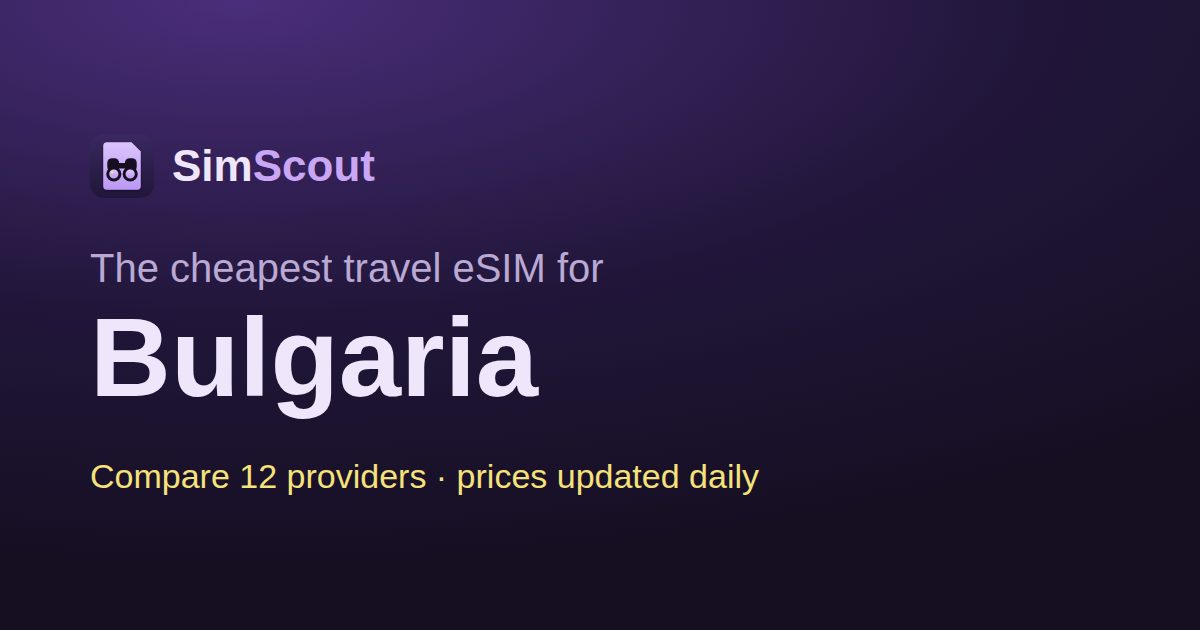 SimScout
The cheapest travel eSIM for
Bulgaria
Compare 12 providers · prices updated daily